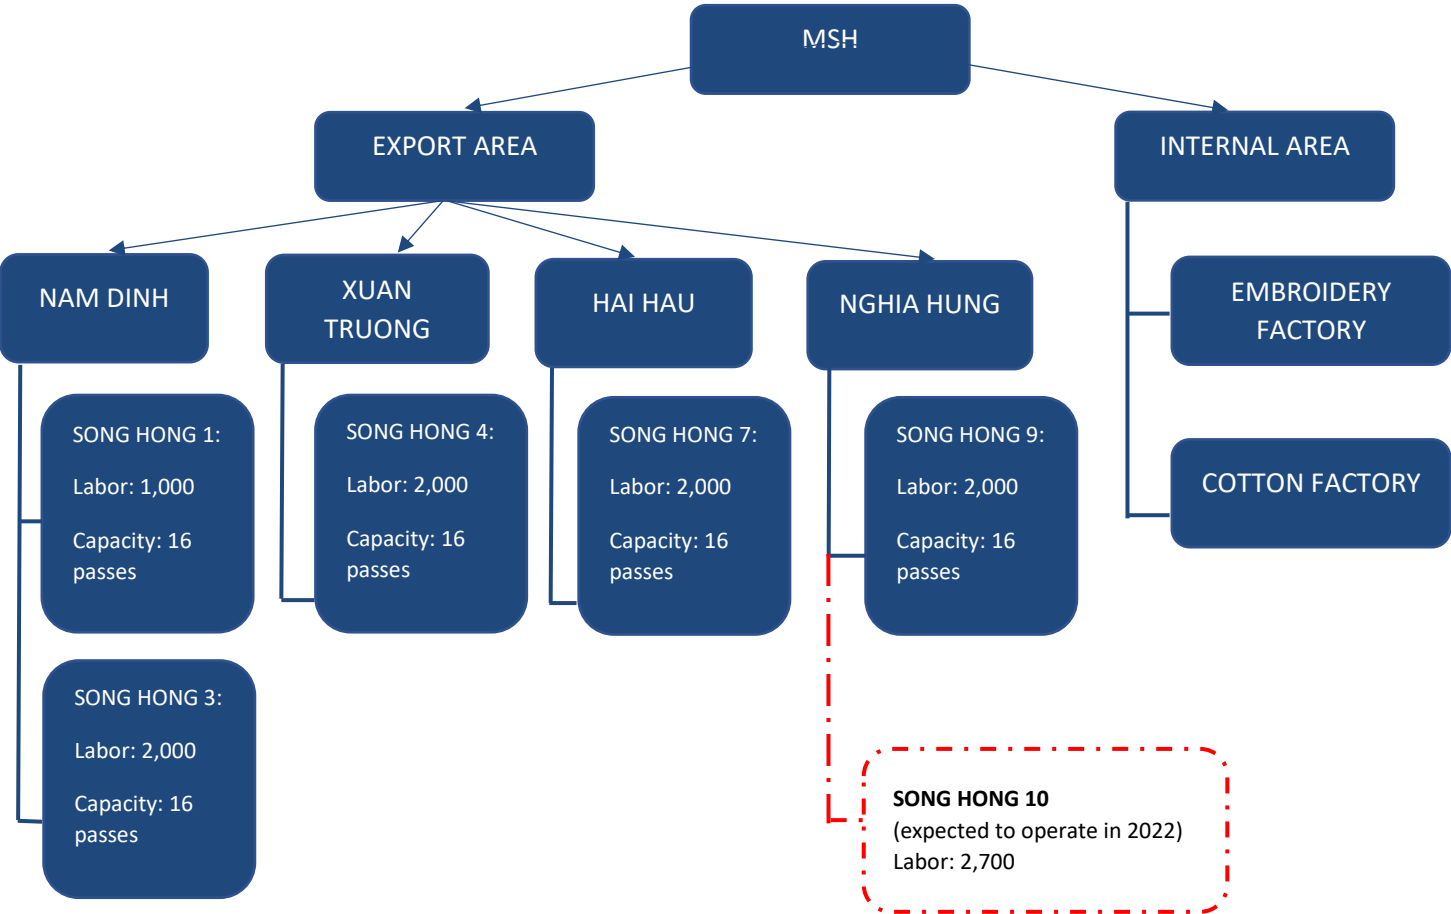 MSH
EXPORT AREA
INTERNAL AREA
NAM DINH
XUAN
TRUONG
HAI HAU
NGHIA HUNG
EMBROIDERY
FACTORY
COTTON FACTORY
SONG HONG 1:
Labor: 1,000
Capacity: 16
passes
SONG HONG 4:
Labor: 2,000
Capacity: 16
passes
SONG HONG 7:
Labor: 2,000
Capacity: 16
passes
SONG HONG 9:
Labor: 2,000
Capacity: 16
passes
SONG HONG 3:
Labor: 2,000
Capacity: 16
passes
SONG HONG 10
(expected to operate in 2022)
Labor: 2,700